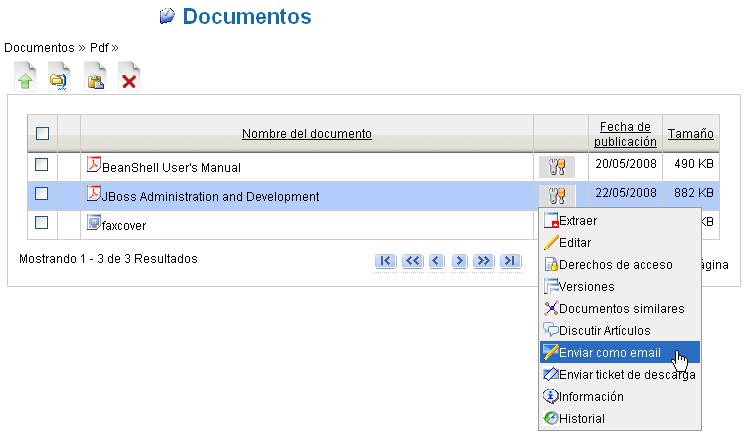 Documentos
Documentos » Pdf »
Nombre del documento
Fecha de publicación
Tamaño
BeanShell User's Manual 20/05/2008 490 KB
JBoss Administration and Development 22/05/2008 882 KB
faxcover KB
Mostrando 1 - 3 de 3 Resultados
Extraer
Editar
Derechos de acceso
Versiones
Documentos similares
Discutir Artículos
Enviar como email
Enviar ticket de descarga
Información
Historial